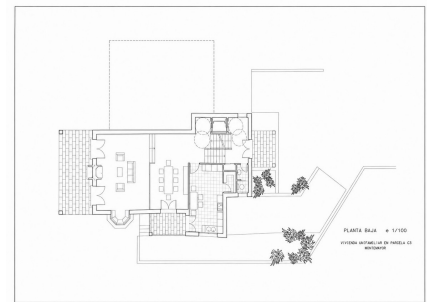 PLANTA BAJA e 1/100
VIVIENDA UNIFAMILIAR EN PARCELA C3
MONTEMAYOR